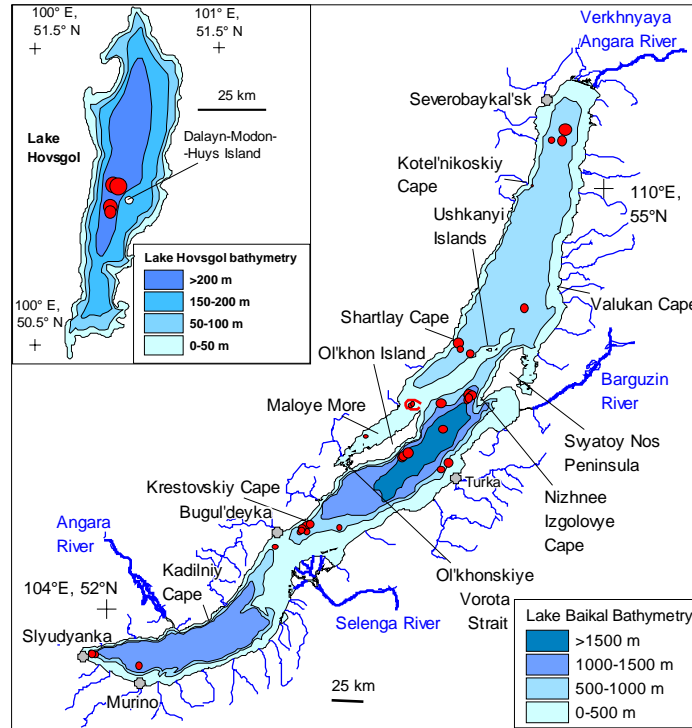 100° E,
51.5° N
101° E,
51.5° N
25 km
Lake
Hovsgol
Dalayn-Modon-
-Huys Island
Lake Hovsgol bathymetry
>200 m
150-200 m
50-100 m
0-50 m
100° E,
50.5° N
Verkhnyaya
Angara River
Severobaykal'sk
Kotel'nikoskiy
Cape
110°E,
55°N
Ushkanyi
Islands
Valukan Cape
Shartlay Cape
Ol'khon Island
Barguzin
River
Maloye More
Svyatoy Nos
Peninsula
Krestovskiy Cape
Bugul'deyka
Turka
Nizhnee
Izgolovye
Cape
Angara
River
Kadilniy
Cape
104°E, 52°N
Ol'khonskiye
Vorota
Strait
Selenga River
Slyudyanka
Murino
25 km
Lake Baikal Bathymetry
>1500 m
1000-1500 m
500-1000 m
0-500 m